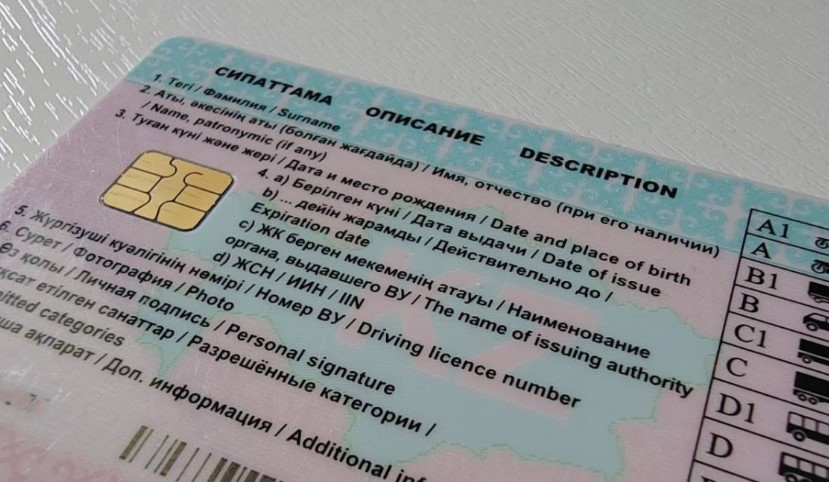 СИПАТТАМА ОПИСАНИЕ DESCRIPTION
1. Тегі / Фамилия / Surname
2. Аты, әкесінің аты (болған жағдайда) / Имя, отчество (при его наличии)
/ Name, patronymic (if any)
3. Туған күні және жері / Дата и место рождения / Date and place of birth
4. a) Берілген күні / Дата выдачи / Date of issue
b) ... дейін жарамды / Действительно до /
Expiration date
c) ЖК берген мекеменің атауы / Наименование
органа, выдавшего ВУ / The name of issuing authority
d) ЖСН / ИИН / IIN
5. Жүргізуші куәлігінің нөмірі / Номер ВУ / Driving licence number
6. Сурет / Фотография / Photo
қолы / Личная подпись / Personal signature
етілген санаттар / Разрешённые категории /
categories
ақпарат / Доп. информация / Additional
KZ
A1
A
B1
B
C1
C
D1
D